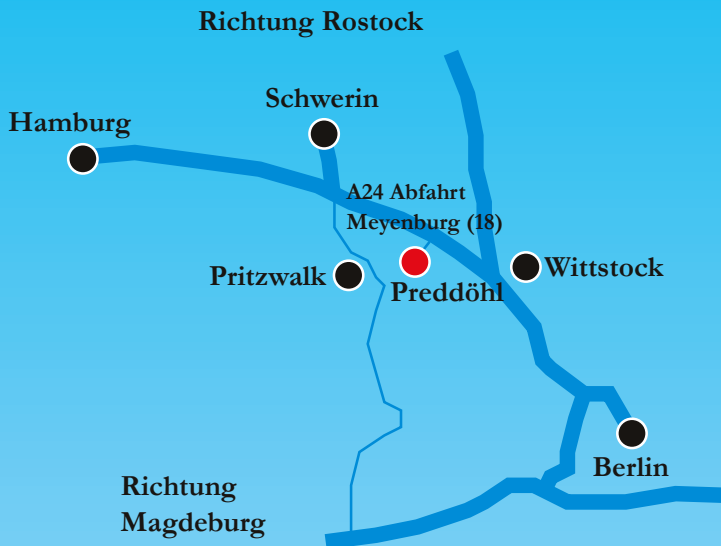 Richtung Rostock
Schwerin
Hamburg
A24 Abfahrt
Meyenburg (18)
Pritzwalk
Wittstock
Preddöhl
Berlin
Richtung
Magdeburg